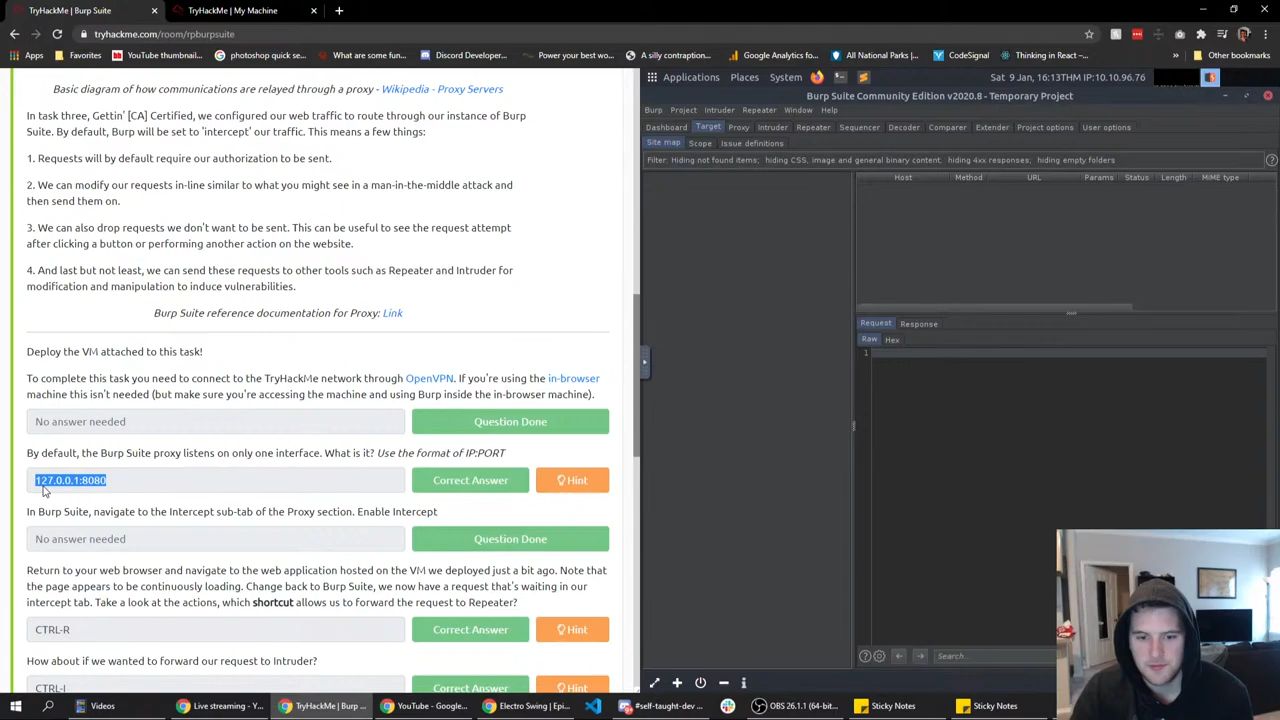 TryHackMe | Burp Suite
TryHackMe | My Machine
tryhackme.com/room/rpburpsuite
Apps
Favorites
YouTube thumbnail...
photoshop quick se...
What are some fun...
Discord Developer...
Power your best wo...
A silly contraption...
Google Analytics fo...
All National Parks |...
CodeSignal
Thinking in React –...
Other bookmarks
Basic diagram of how communications are relayed through a proxy - Wikipedia - Proxy Servers
In task three, Gettin' [CA] Certified, we configured our web traffic to route through our instance of Burp
Suite. By default, Burp will be set to 'intercept' our traffic. This means a few things:
1. Requests will by default require our authorization to be sent.
2. We can modify our requests in-line similar to what you might see in a man-in-the-middle attack and
then send them on.
3. We can also drop requests we don't want to be sent. This can be useful to see the request attempt
after clicking a button or performing another action on the website.
4. And last but not least, we can send these requests to other tools such as Repeater and Intruder for
modification and manipulation to induce vulnerabilities.
Burp Suite reference documentation for Proxy: Link
Deploy the VM attached to this task!
To complete this task you need to connect to the TryHackMe network through OpenVPN. If you're using the in-browser
machine this isn't needed (but make sure you're accessing the machine and using Burp inside the in-browser machine).
No answer needed
Question Done
By default, the Burp Suite proxy listens on only one interface. What is it? Use the format of IP:PORT
127.0.0.1:8080
Correct Answer
Hint
In Burp Suite, navigate to the Intercept sub-tab of the Proxy section. Enable Intercept
No answer needed
Question Done
Return to your web browser and navigate to the web application hosted on the VM we deployed just a bit ago. Note that
the page appears to be continuously loading. Change back to Burp Suite, we now have a request that's waiting in our
intercept tab. Take a look at the actions, which shortcut allows us to forward the request to Repeater?
CTRL-R
Correct Answer
Hint
How about if we wanted to forward our request to Intruder?
CTRL-I
Correct Answer
Hint
Applications Places System
Sat 9 Jan, 16:13 THM IP:10.10.96.76
Burp Suite Community Edition v2020.8 - Temporary Project
Burp Project Intruder Repeater Window Help
Dashboard Target Proxy Intruder Repeater Sequencer Decoder Comparer Extender Project options User options
Site map Scope Issue definitions
Filter: Hiding not found items; hiding CSS, image and general binary content; hiding 4xx responses; hiding empty folders
Host Method URL Params Status Length MIME type
Request Response
Raw Hex
1
Search...
Videos
Live streaming - Y...
TryHackMe | Burp ...
YouTube - Google...
Electro Swing | Epi...
#self-taught-dev ...
OBS 26.1.1 (64-bit...
Sticky Notes
Sticky Notes